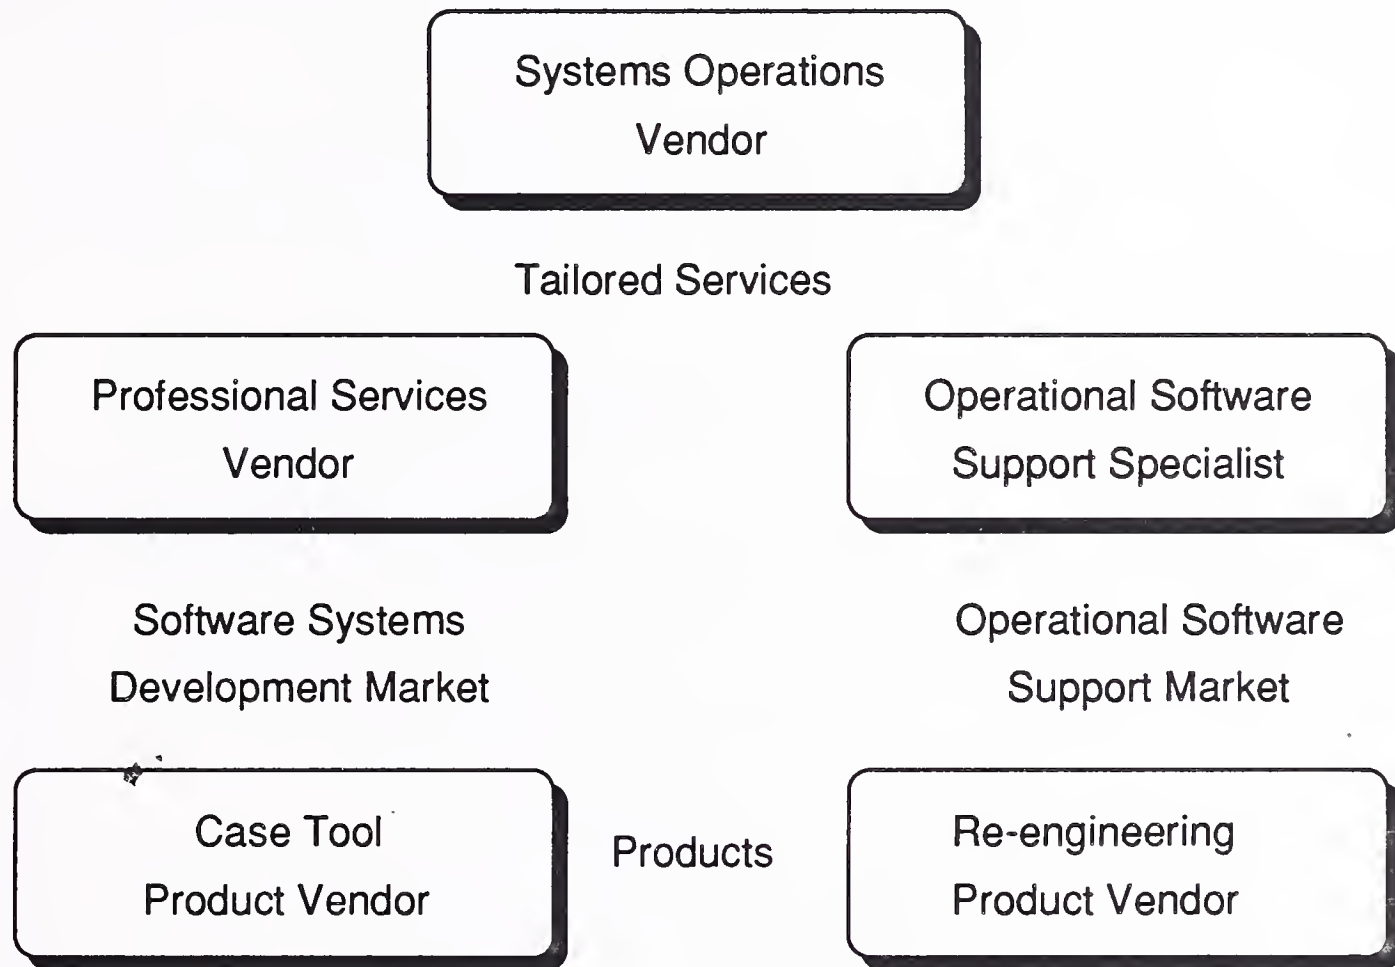 Systems Operations
Vendor
Tailored Services
Professional Services
Vendor
Operational Software
Support Specialist
Software Systems
Development Market
Operational Software
Support Market
Case Tool
Product Vendor
Products
Re-engineering
Product Vendor